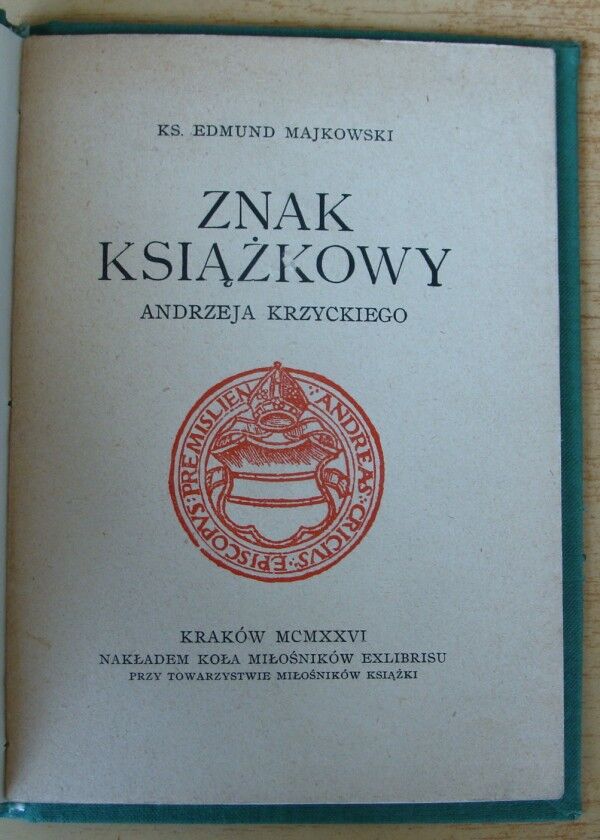 KS. EDMUND MAJKOWSKI
ZNAK
KSIĄŻKOWY
ANDRZEJA KRZYCKIEGO
ANDREAS: CRICIVS: EPISCOPVS: PREMISLIEN:
KRAKÓW MCMXXVI
NAKŁADEM KOŁA MIŁOŚNIKÓW EXLIBRISU
PRZY TOWARZYSTWIE MIŁOŚNIKÓW KSIĄŻKI